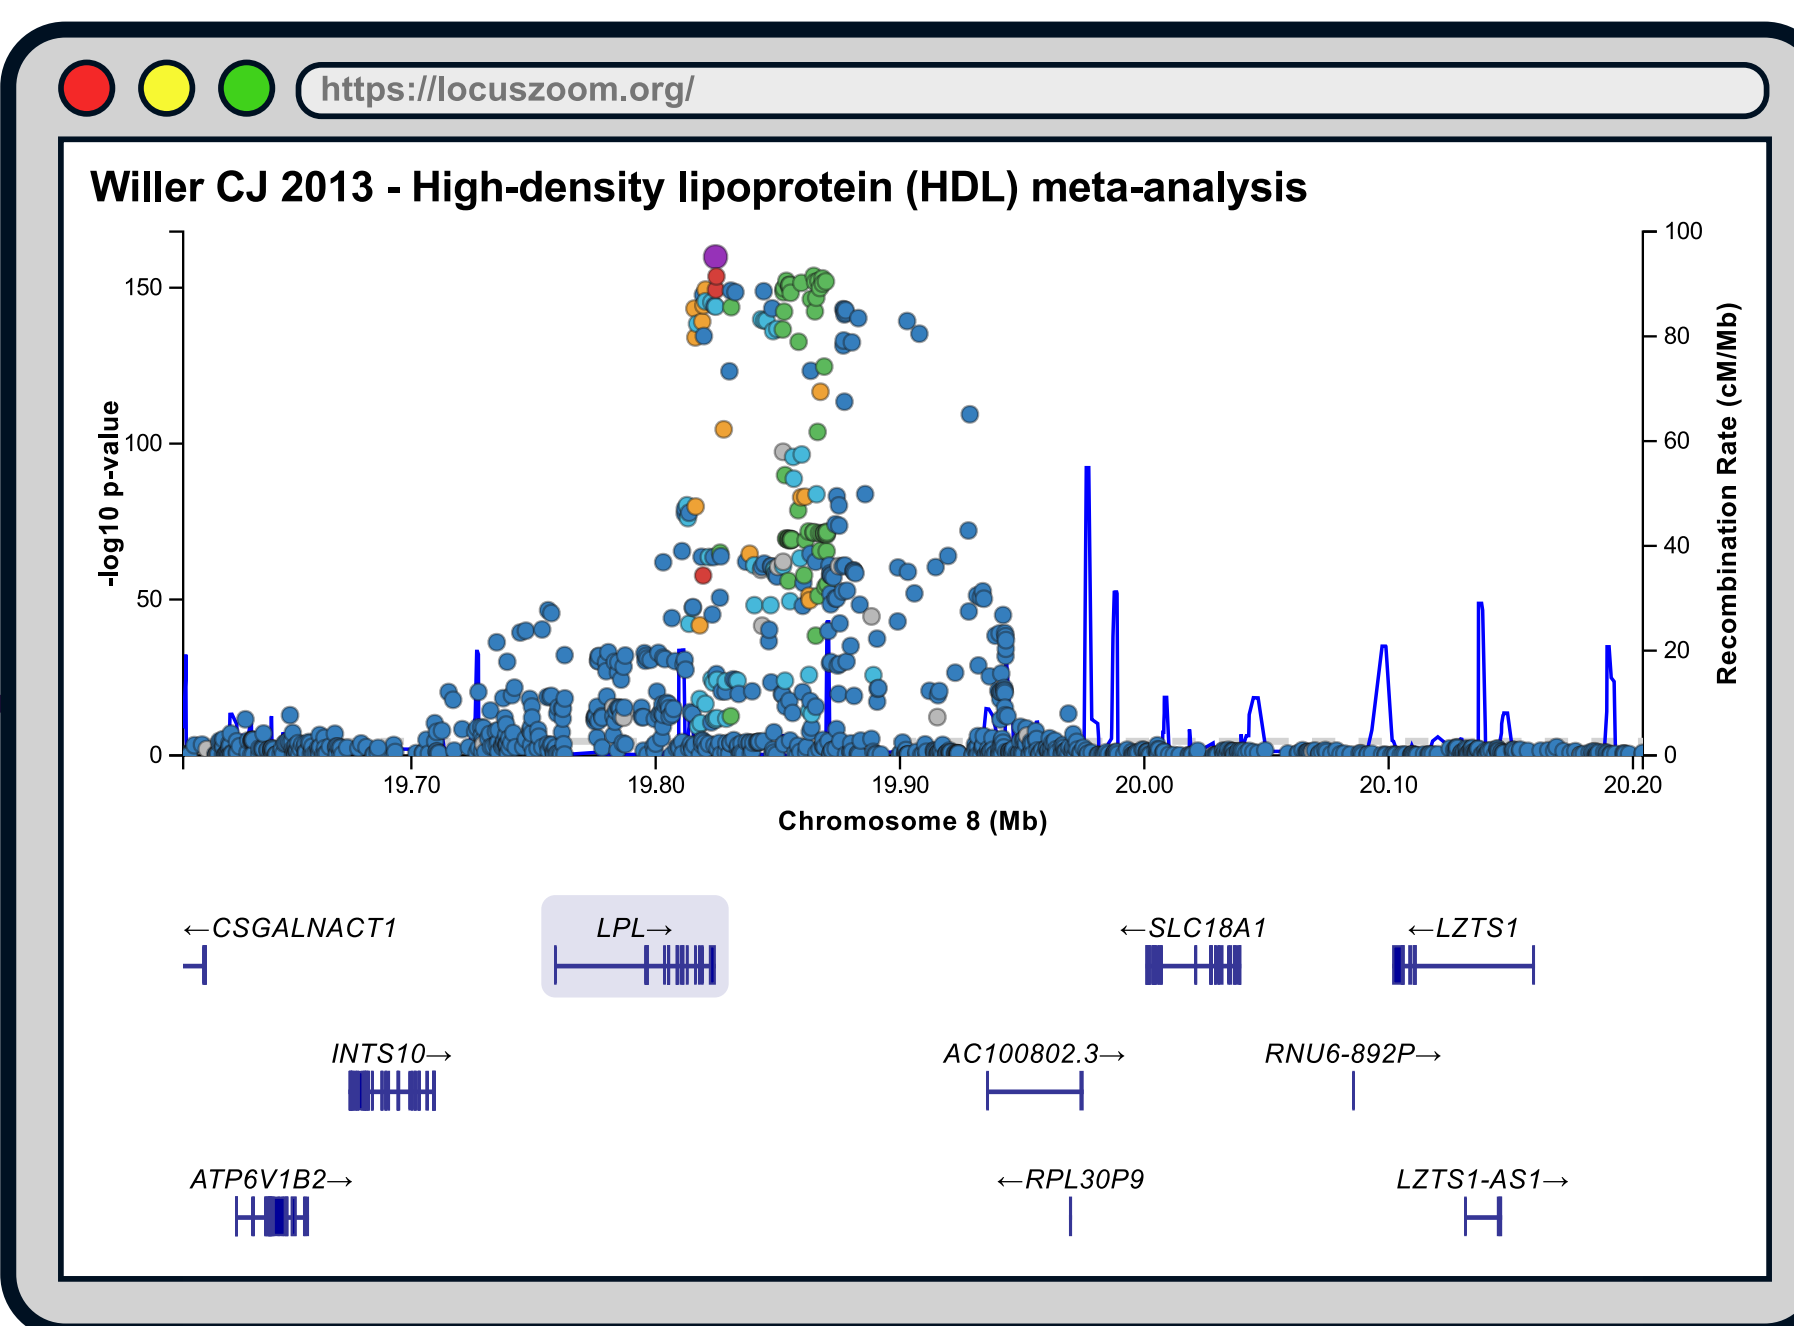 https://locuszoom.org/
Willer CJ 2013 - High-density lipoprotein (HDL) meta-analysis
150
100
50
0
-log10 p-value
100
80
60
40
20
0
Recombination Rate (cM/Mb)
19.70 19.80 19.90 20.00 20.10 20.20
Chromosome 8 (Mb)
←CSGALNACT1 LPL→ ←SLC18A1 ←LZTS1
INTS10→ AC100802.3→ RNU6-892P→
ATP6V1B2→ ←RPL30P9 LZTS1-AS1→